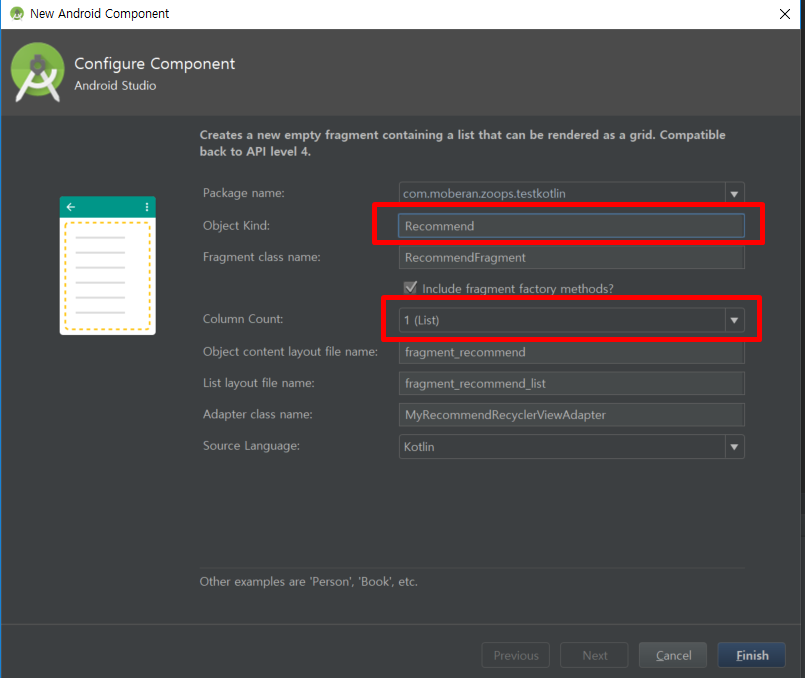 New Android Component
Configure Component
Android Studio
Creates a new empty fragment containing a list that can be rendered as a grid. Compatible
back to API level 4.
Package name: com.moberan.zoops.testkotlin
Object Kind: Recommend
Fragment class name: RecommendFragment
Include fragment factory methods?
Column Count: 1 (List)
Object content layout file name: fragment_recommend
List layout file name: fragment_recommend_list
Adapter class name: MyRecommendRecyclerViewAdapter
Source Language: Kotlin
Other examples are 'Person', 'Book', etc.
Previous Next Cancel Finish